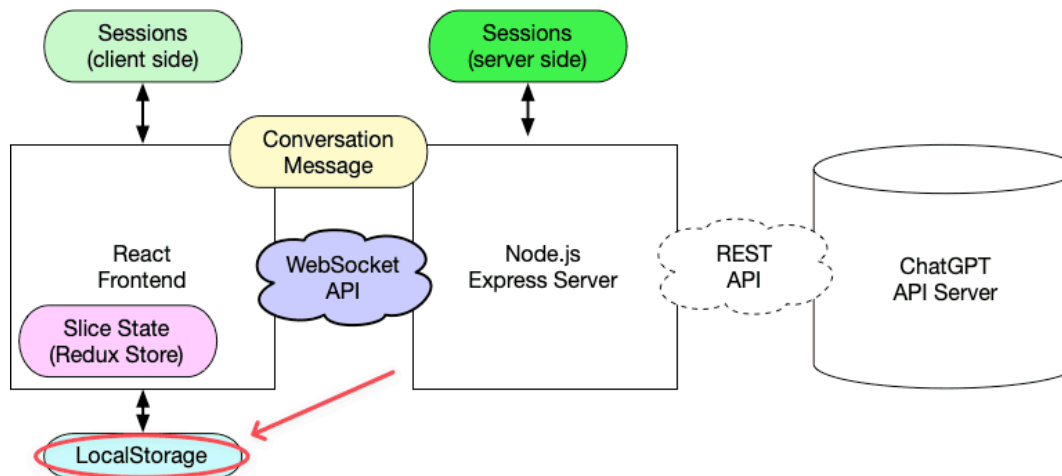 Sessions
(client side)
Sessions
(server side)
Conversation
Message
React
Frontend
WebSocket
API
Node.js
Express Server
REST
API
ChatGPT
API Server
Slice State
(Redux Store)
LocalStorage